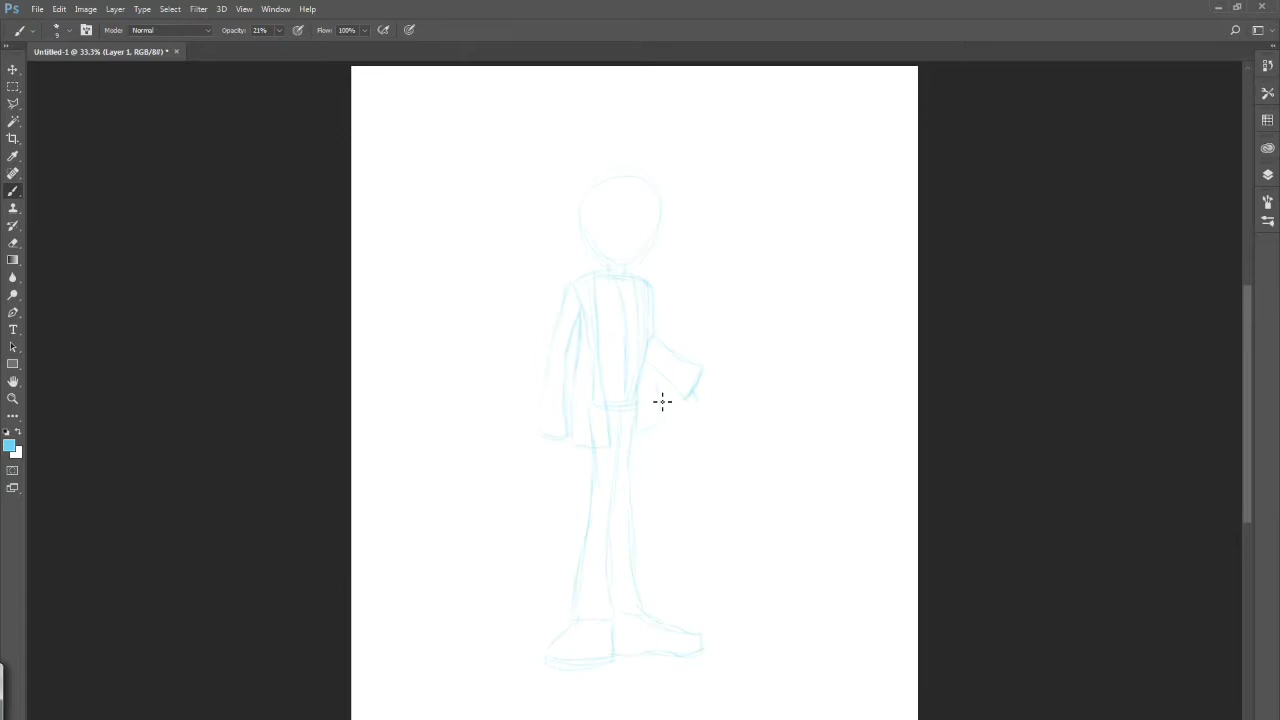 Ps File Edit Image Layer Type Select Filter 3D View Window Help
9 Mode: Normal Opacity: 21% Flow: 100%
Untitled-1 @ 33.3% (Layer 1, RGB/8#) * ×
T